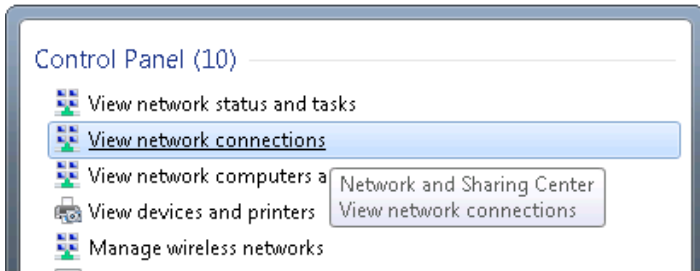 Control Panel (10)
View network status and tasks
View network connections
View network computers a
Network and Sharing Center
View network connections
View devices and printers
Manage wireless networks